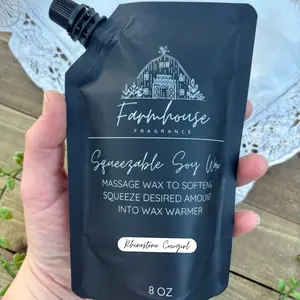 Farmhouse
FRAGRANCE
Squeezable Soy Wax
MASSAGE WAX TO SOFTEN,
SQUEEZE DESIRED AMOUNT
INTO WAX WARMER
Rhinestone Cowgirl
8 OZ